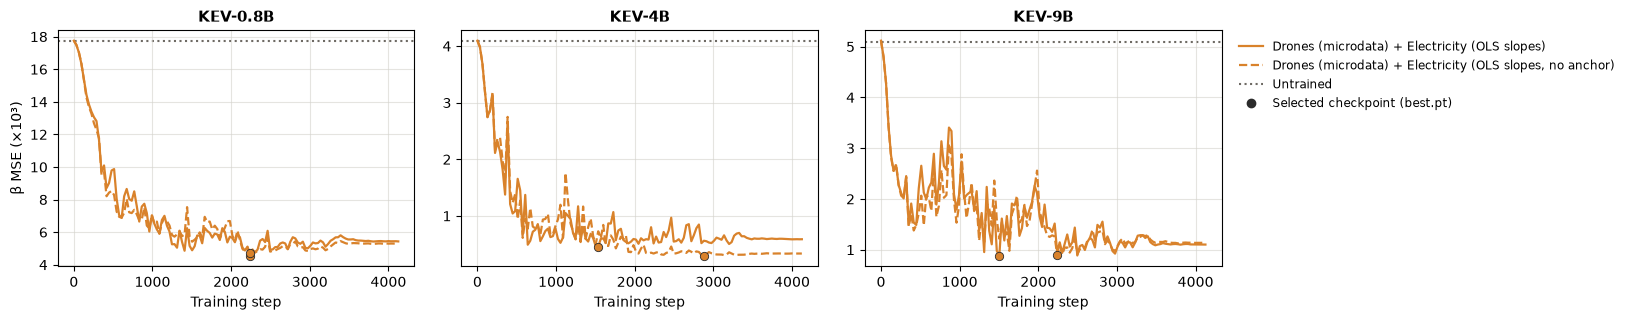 KEV-0.8B
KEV-4B
KEV-9B
β MSE (×10³)
18
16
14
12
10
8
6
4
0
1000
2000
3000
4000
Training step
4
3
2
1
0
1000
2000
3000
4000
Training step
5
4
3
2
1
0
1000
2000
3000
4000
Training step
Drones (microdata) + Electricity (OLS slopes)
Drones (microdata) + Electricity (OLS slopes, no anchor)
Untrained
Selected checkpoint (best.pt)